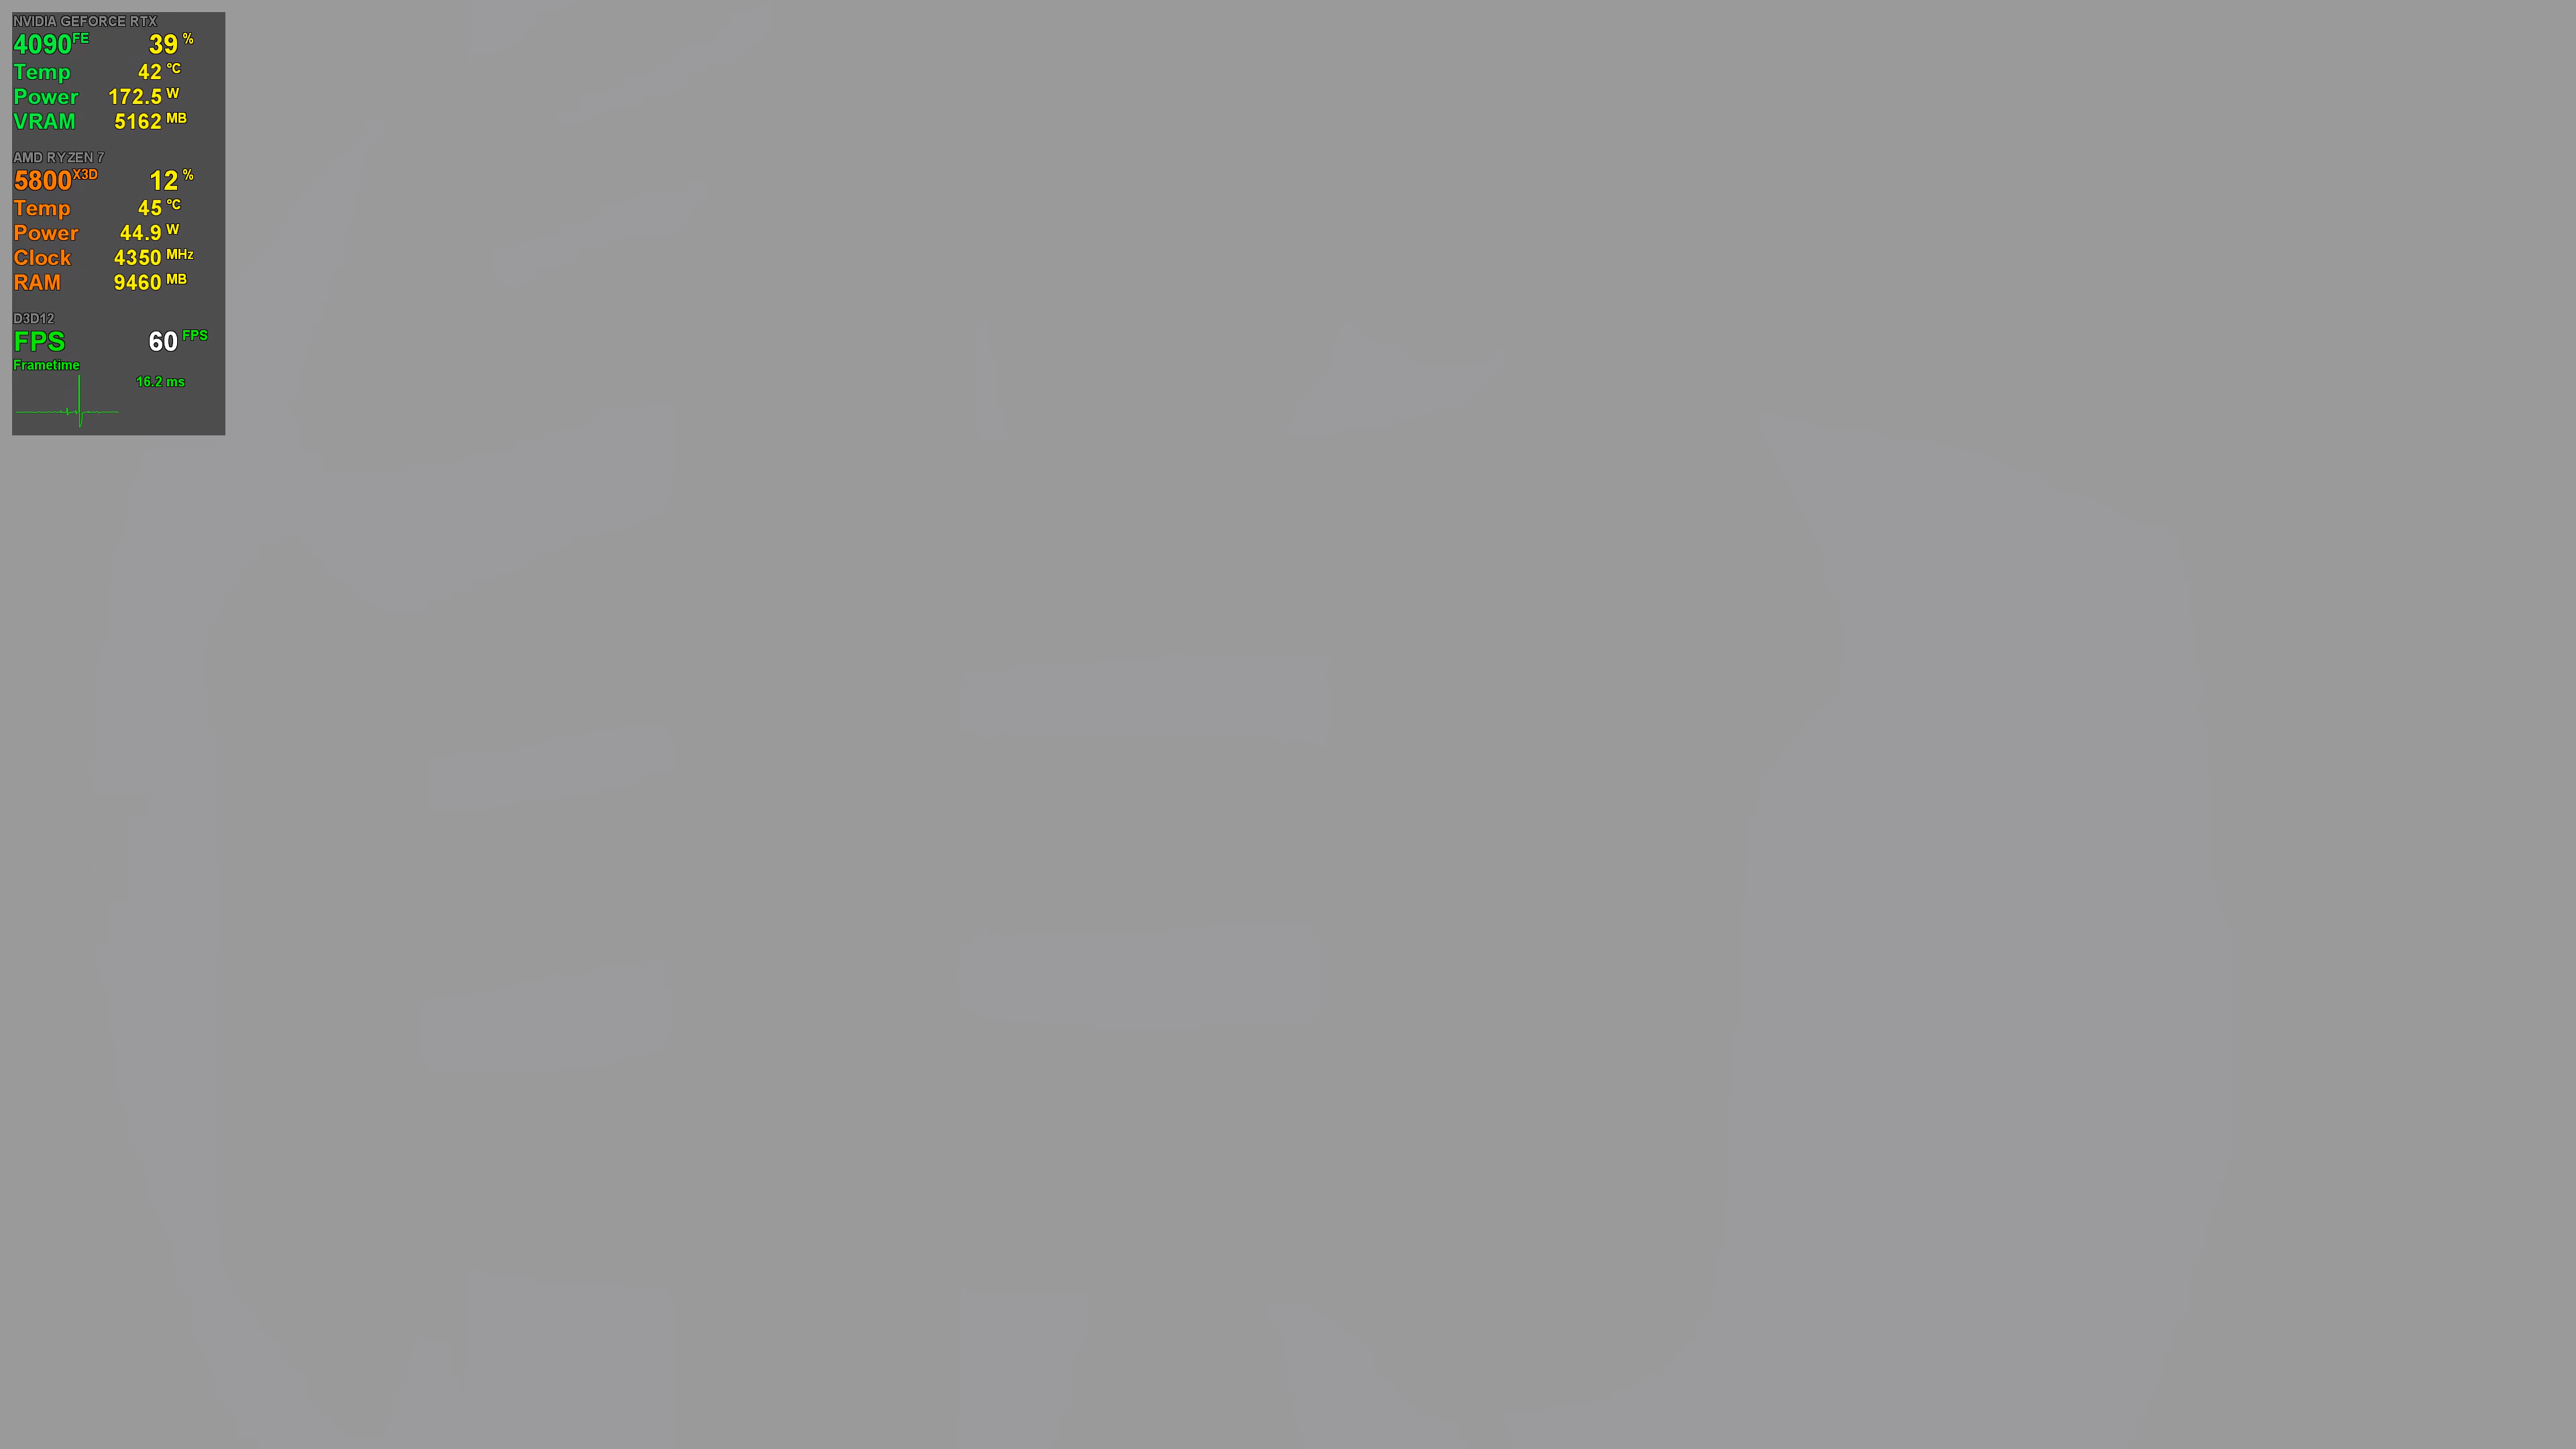 NVIDIA GEFORCE RTX
4090FE 39 %
Temp 42 °C
Power 172.5 W
VRAM 5162 MB
AMD RYZEN 7
5800X3D 12 %
Temp 45 °C
Power 44.9 W
Clock 4350 MHz
RAM 9460 MB
D3D12
FPS 60 FPS
Frametime
16.2 ms